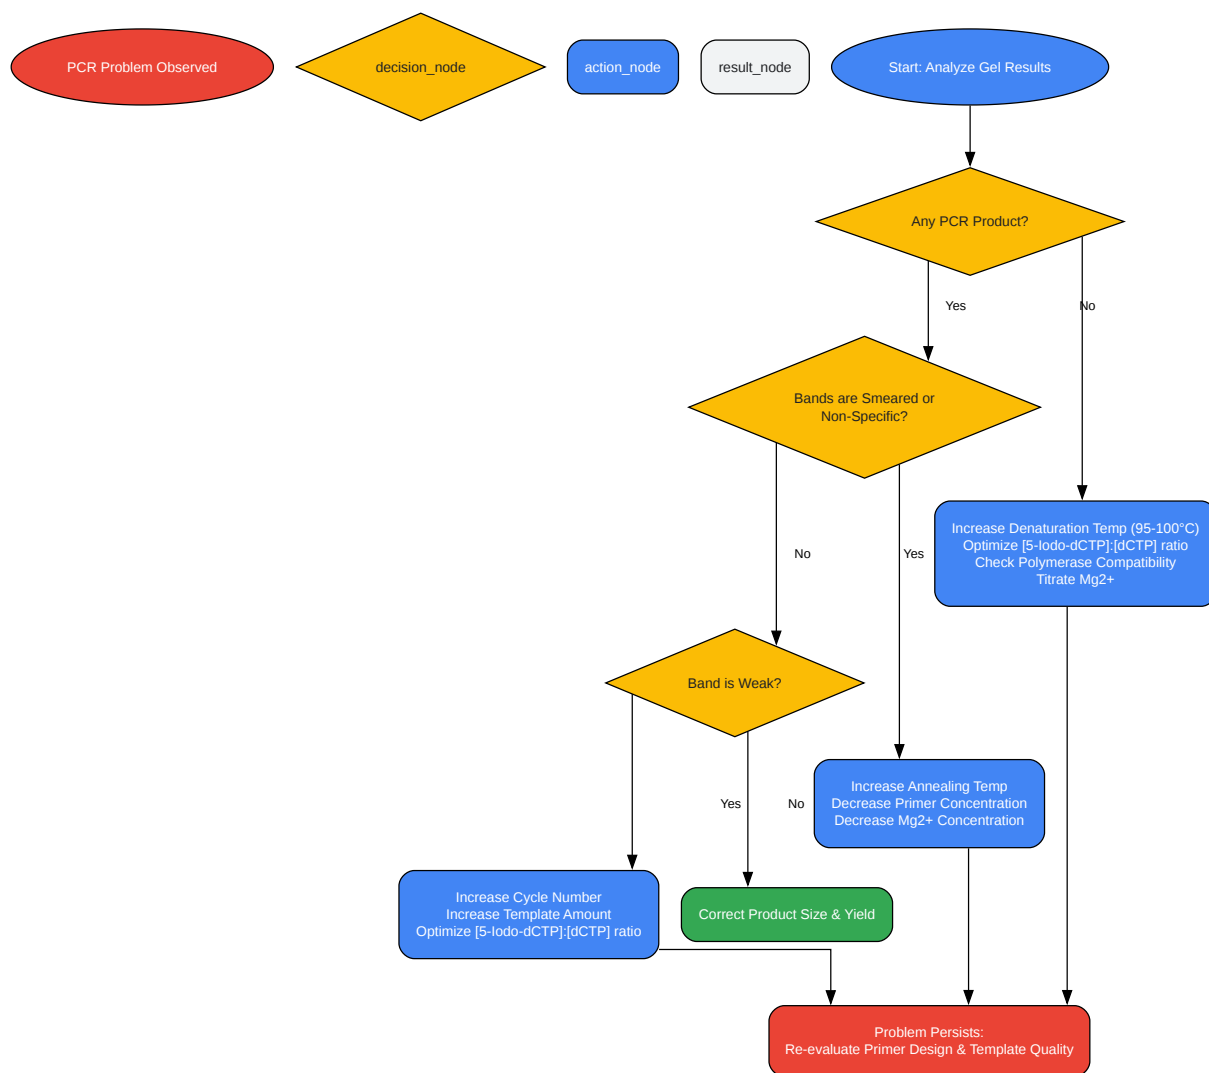 PCR Problem Observed
decision_node
action_node
result_node
Start: Analyze Gel Results
Any PCR Product?
Yes
No
Bands are Smeared or
Non-Specific?
Increase Denaturation Temp (95-100°C)
Optimize [5-Iodo-dCTP]:[dCTP] ratio
Check Polymerase Compatibility
Titrate Mg2+
No
Yes
Band is Weak?
Increase Annealing Temp
Decrease Primer Concentration
Decrease Mg2+ Concentration
Yes
No
Increase Cycle Number
Increase Template Amount
Optimize [5-Iodo-dCTP]:[dCTP] ratio
Correct Product Size & Yield
Problem Persists:
Re-evaluate Primer Design & Template Quality